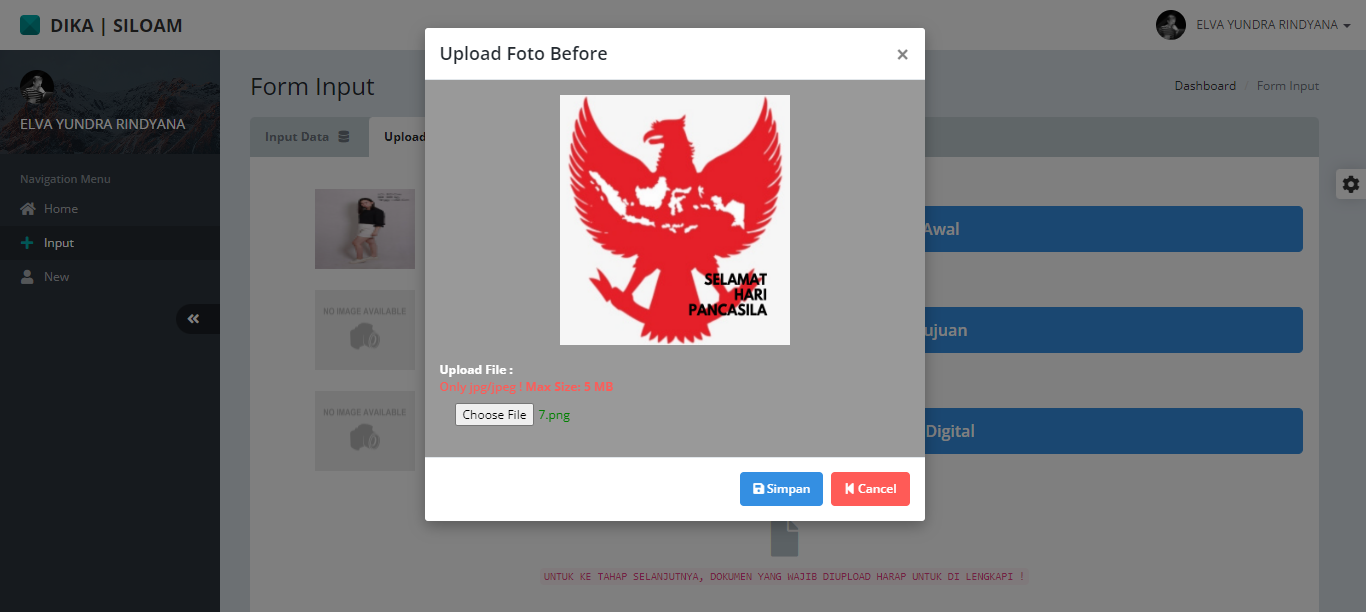 DIKA | SILOAM
ELVA YUNDRA RINDYANA
Upload Foto Before
×
ELVA YUNDRA RINDYANA
Form Input
Dashboard / Form Input
Input Data
Upload
Navigation Menu
Home
Input
New
SELAMAT
HARI
PANCASILA
Awal
NO IMAGE AVAILABLE
ujuan
Upload File :
Only jpg/jpeg ! Max Size: 5 MB
Choose File 7.png
NO IMAGE AVAILABLE
Digital
Simpan
Cancel
UNTUK KE TAHAP SELANJUTNYA, DOKUMEN YANG WAJIB DIUPLOAD HARAP UNTUK DI LENGKAPI !